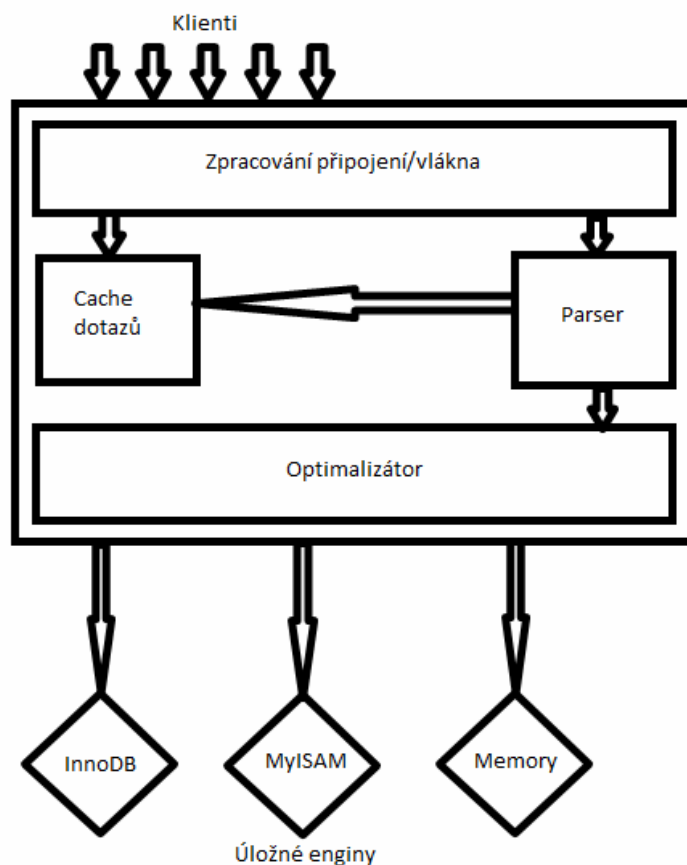 Klienti
Zpracování připojení/vlákna
Cache
dotazů
Parser
Optimalizátor
InnoDB
MyISAM
Memory
Úložné enginy